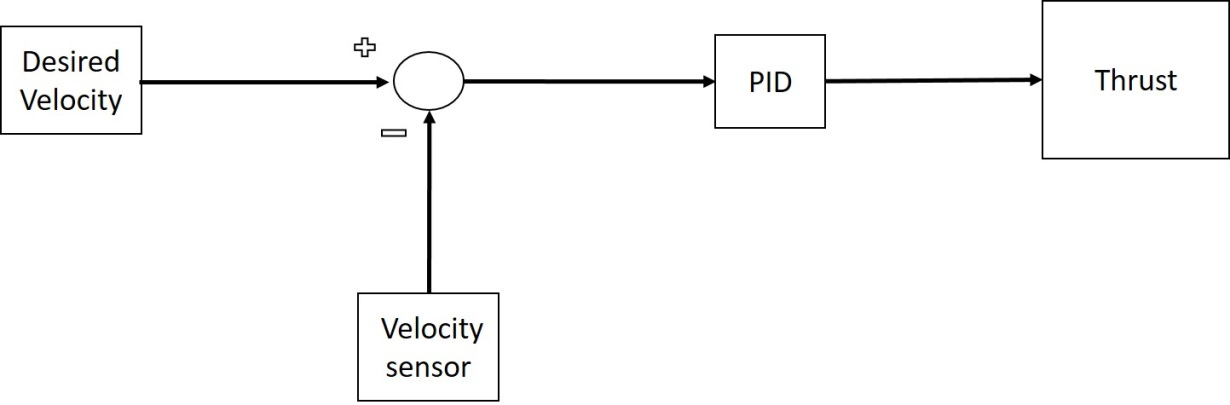 Desired
Velocity
PID
Thrust
Velocity
sensor